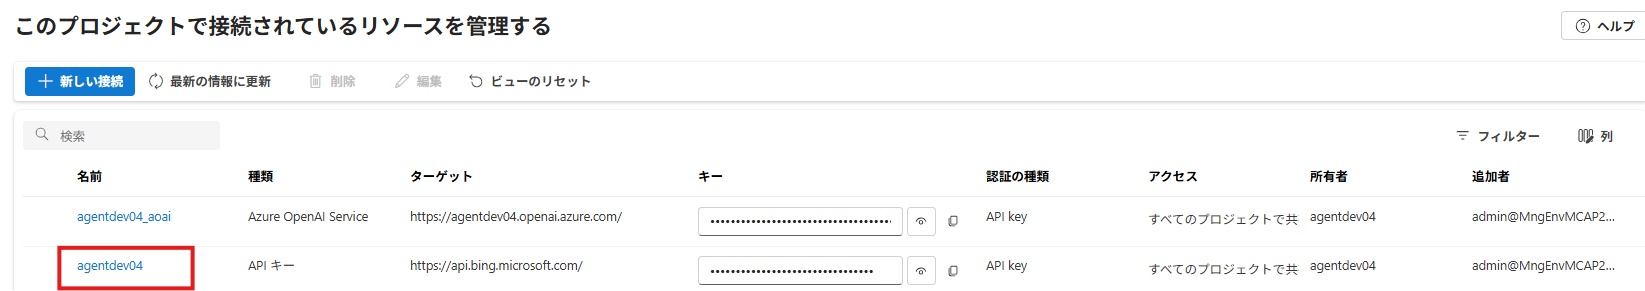 このプロジェクトで接続されているリソースを管理する
ヘルプ
新しい接続 最新の情報に更新 削除 編集 ビューのリセット
検索 フィルター 列
名前 種類 ターゲット キー 認証の種類 アクセス 所有者 追加者
agentdev04_aoai Azure OpenAI Service https://agentdev04.openai.azure.com/ API key すべてのプロジェクトで共 agentdev04 admin@MngEnvMCAP2...
agentdev04 API キー https://api.bing.microsoft.com/ API key すべてのプロジェクトで共 agentdev04 admin@MngEnvMCAP2...